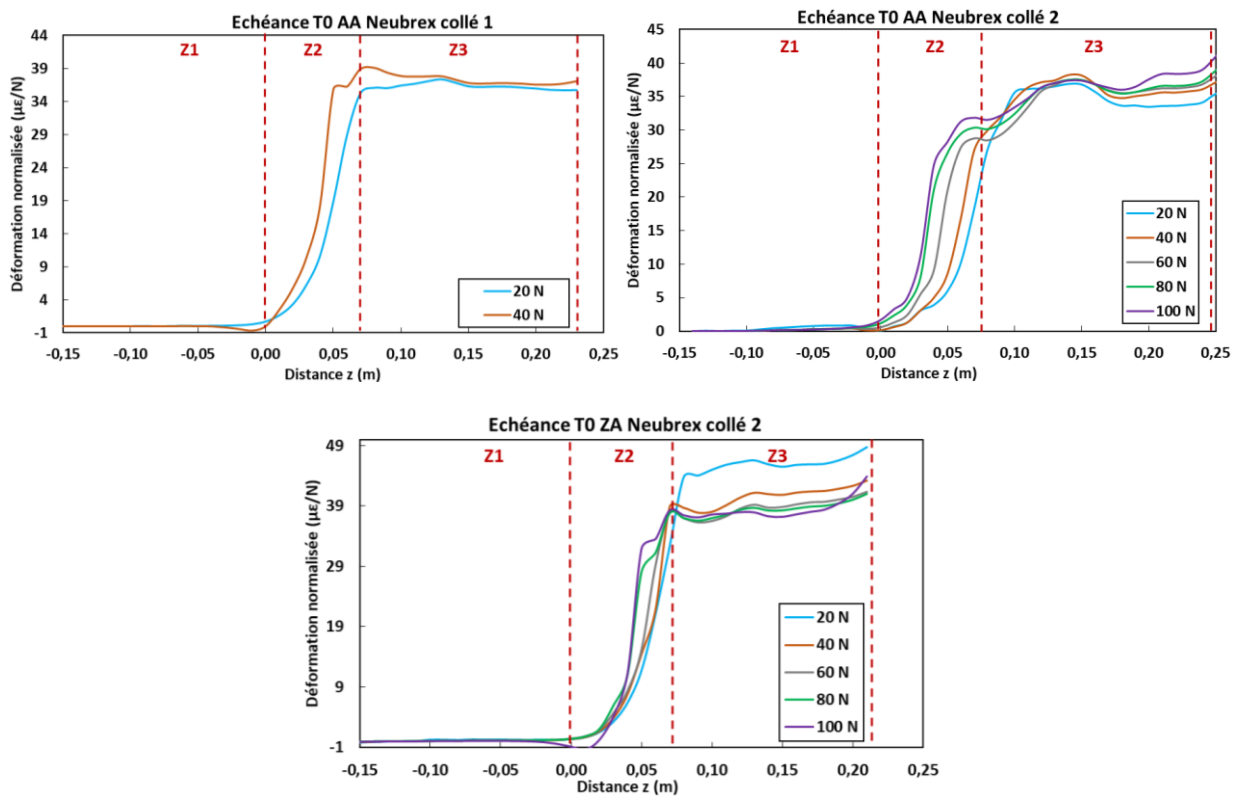 Echéance T0 AA Neubrex collé 1
Déformation normalisée (µε/N)
44
39
34
29
24
19
14
9
4
-1
Z1
Z2
Z3
20 N
40 N
-0,15 -0,10 -0,05 0,00 0,05 0,10 0,15 0,20 0,25
Distance z (m)
Echéance T0 AA Neubrex collé 2
Déformation normalisée (µε/N)
45
40
35
30
25
20
15
10
5
0
Z1
Z2
Z3
20 N
40 N
60 N
80 N
100 N
-0,15 -0,10 -0,05 0,00 0,05 0,10 0,15 0,20 0,25
Distance z (m)
Echéance T0 ZA Neubrex collé 2
Déformation normalisée (µε/N)
49
39
29
19
9
-1
Z1
Z2
Z3
20 N
40 N
60 N
80 N
100 N
-0,15 -0,10 -0,05 0,00 0,05 0,10 0,15 0,20 0,25
Distance z (m)